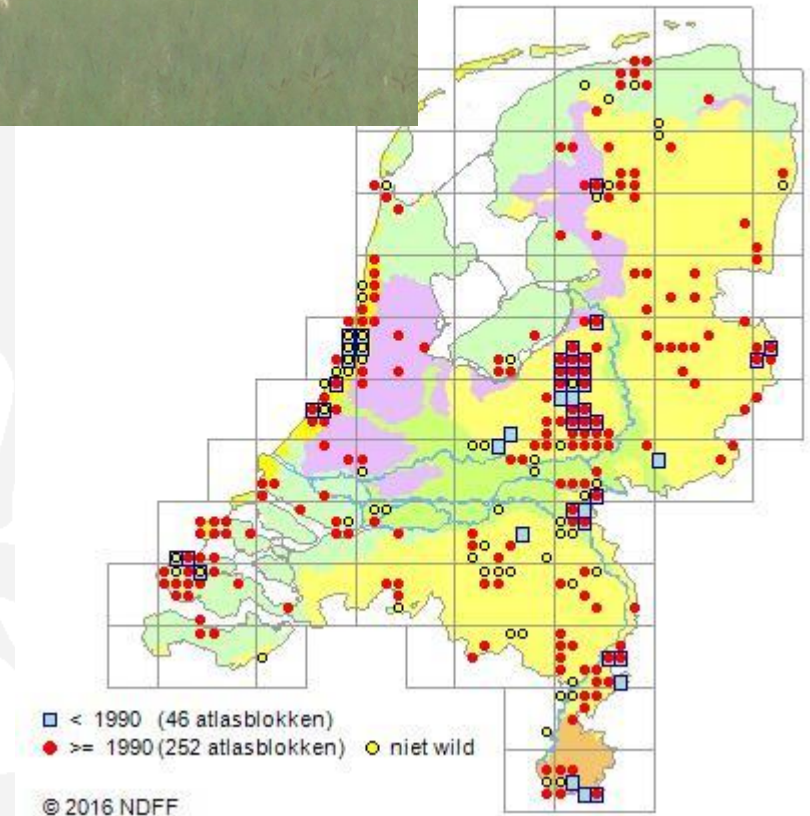 < 1990 (46 atlasblokken)
>= 1990 (252 atlasblokken) niet wild
© 2016 NDFF